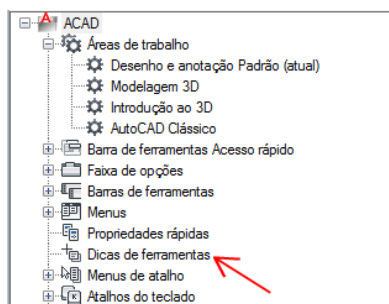 ACAD
Áreas de trabalho
Desenho e anotação Padrão (atual)
Modelagem 3D
Introdução ao 3D
AutoCAD Clássico
Barra de ferramentas Acesso rápido
Faixa de opções
Barras de ferramentas
Menus
Propriedades rápidas
Dicas de ferramentas
Menus de atalho
Atalhos do teclado